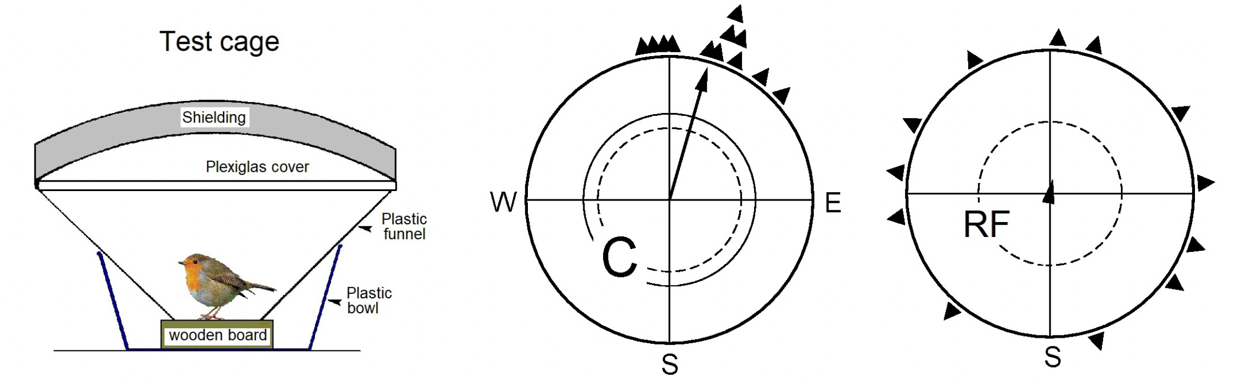 Test cage
Shielding
Plexiglas cover
Plastic
funnel
Plastic
bowl
wooden board
W
E
C
S
RF
S